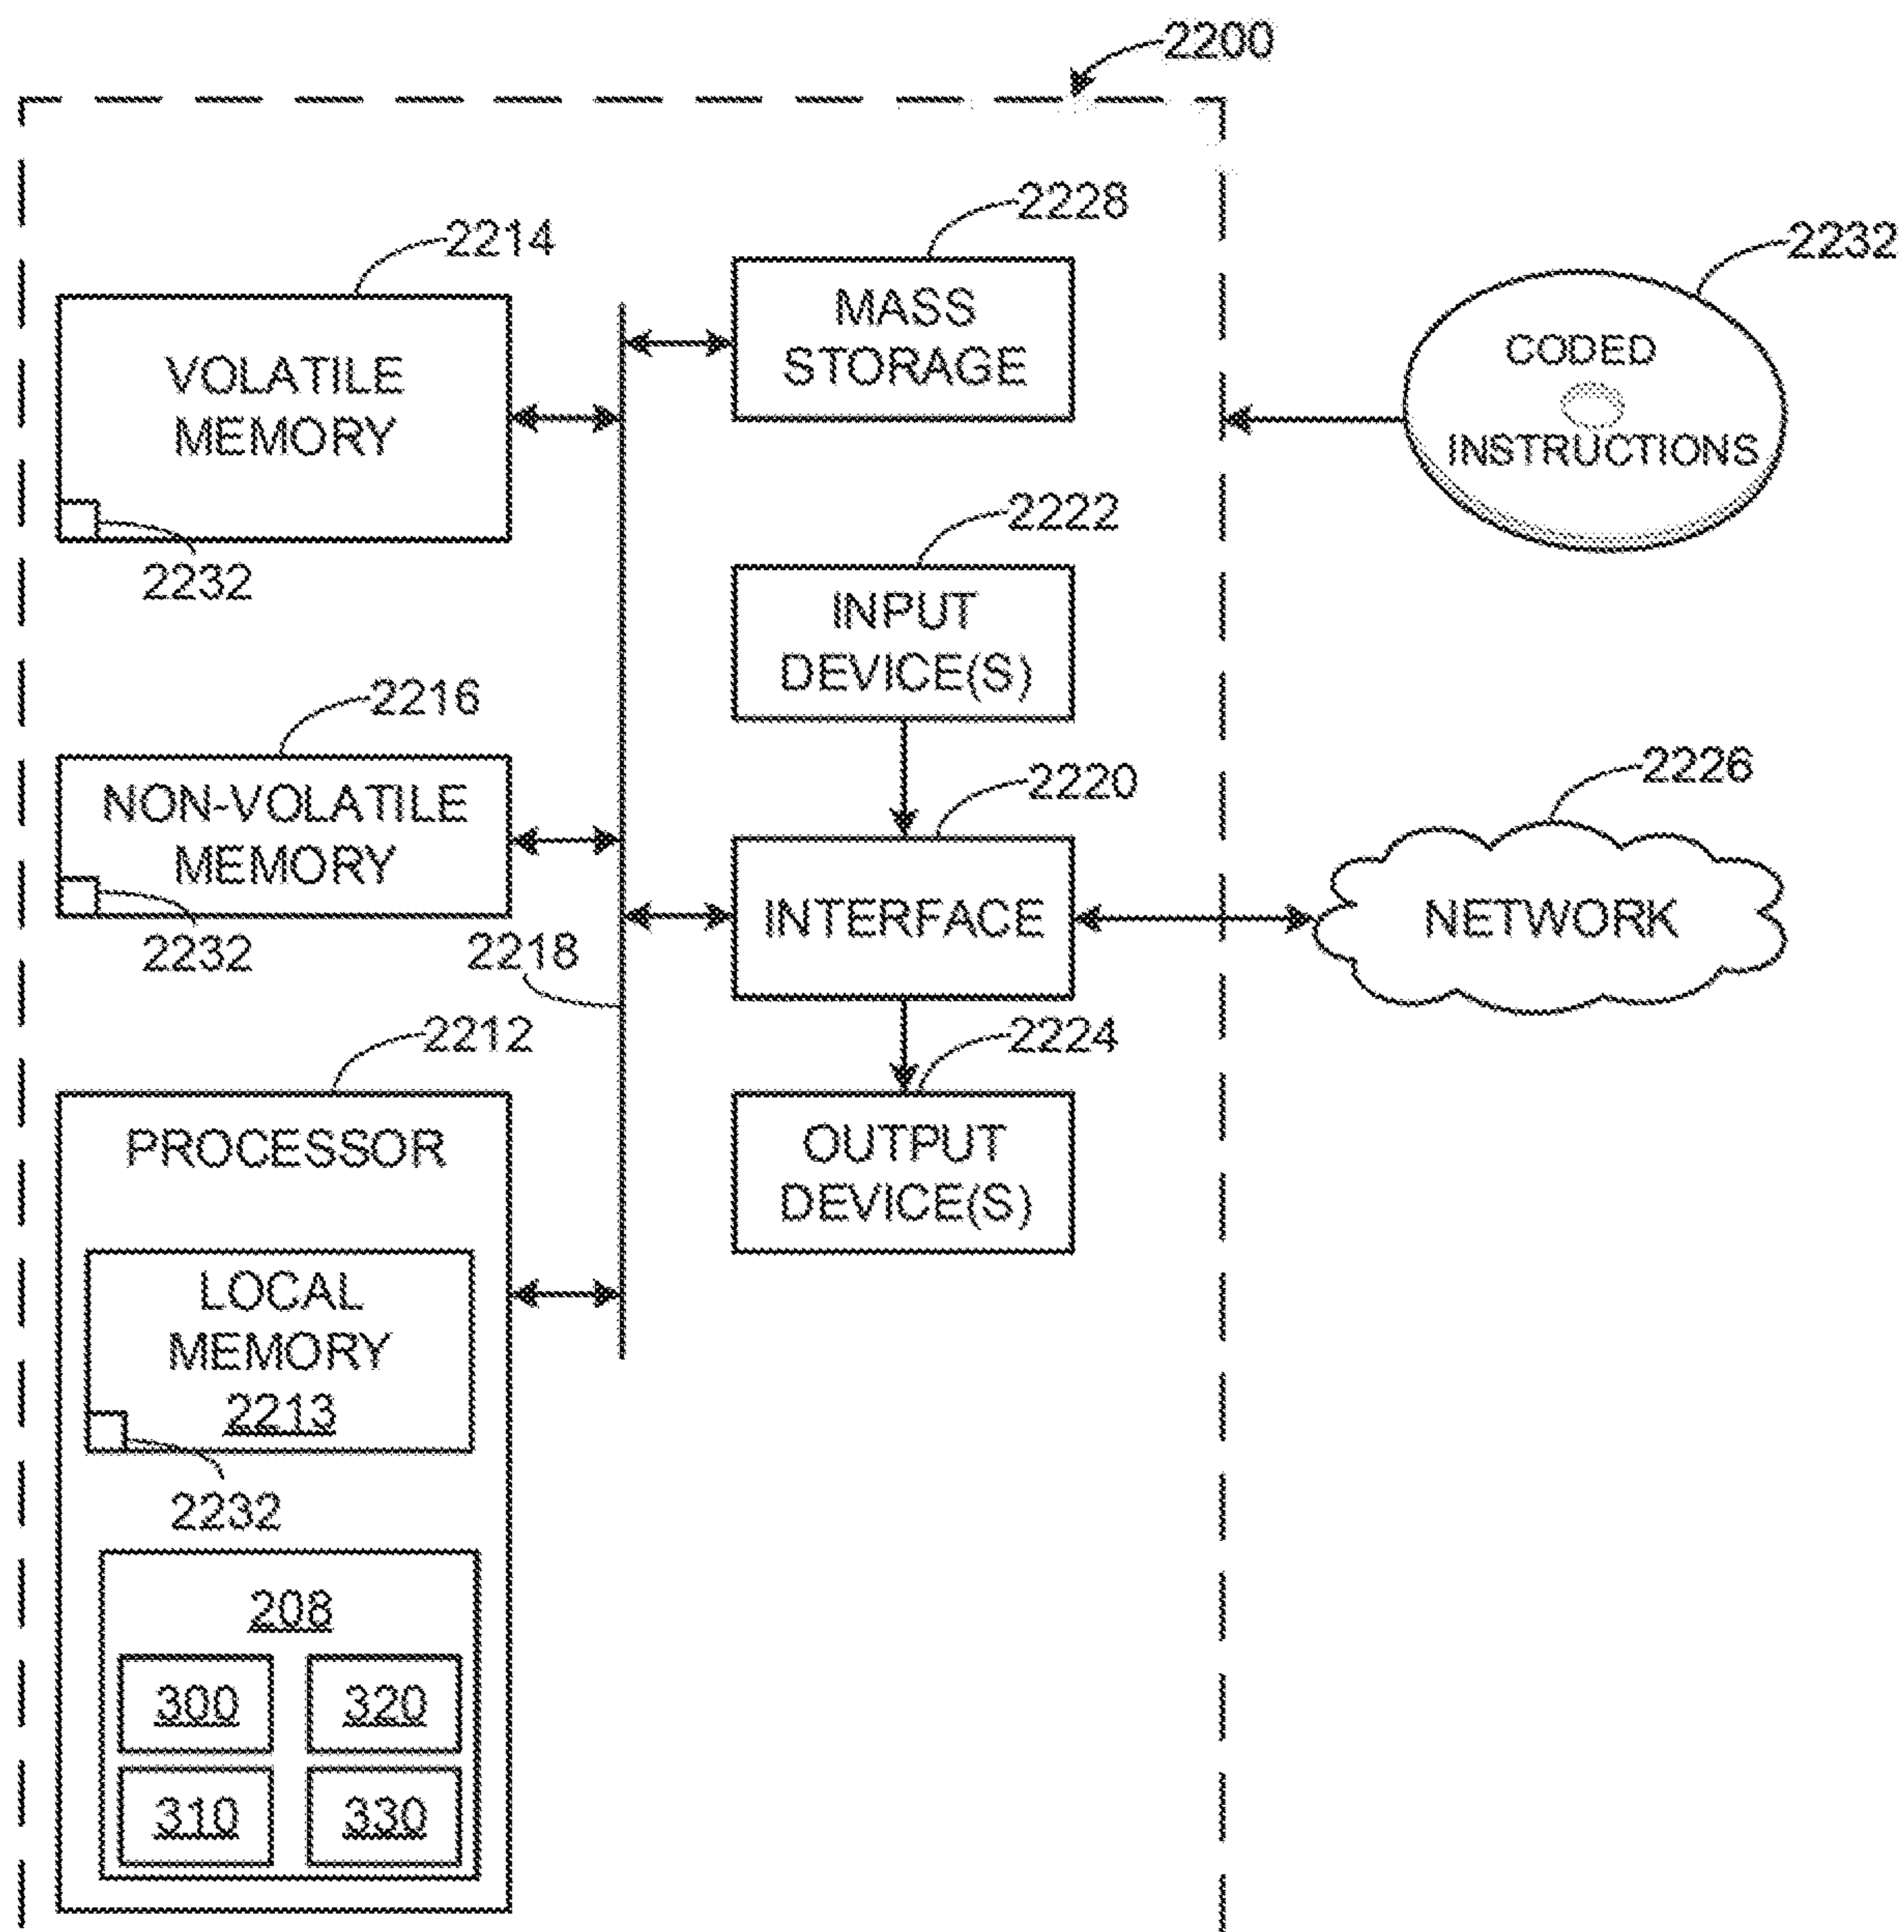 2200
2228
2214
2232
MASS
STORAGE
VOLATILE
MEMORY
CODED
INSTRUCTIONS
2222
2232
INPUT
DEVICE(S)
2216
2220
2226
NON-VOLATILE
MEMORY
INTERFACE
NETWORK
2232
2218
2212
2224
PROCESSOR
OUTPUT
DEVICE(S)
LOCAL
MEMORY
2213
2232
208
300
320
310
330